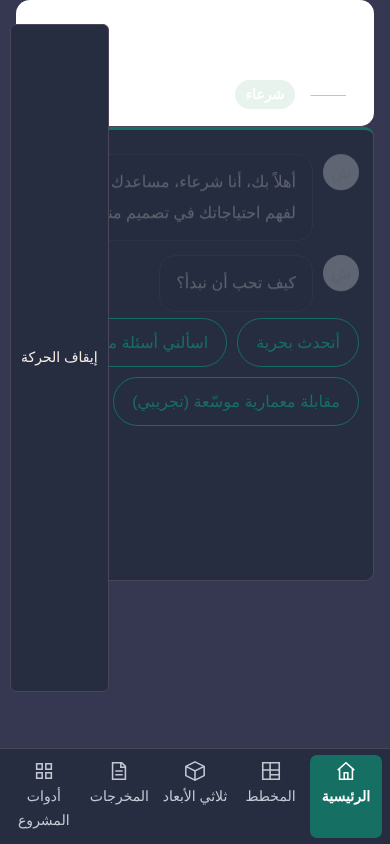 شرعاء
أهلاً بك، أنا شرعاء، مساعدك
لفهم احتياجاتك في تصميم
كيف تحب أن نبدأ؟
أتحدث بحرية
اسألني أسئلة
مقابلة معمارية موسّعة (تجريبي)
إيقاف الحركة
الرئيسية
المخطط
ثلاثي الأبعاد
المخرجات
أدوات
المشروع